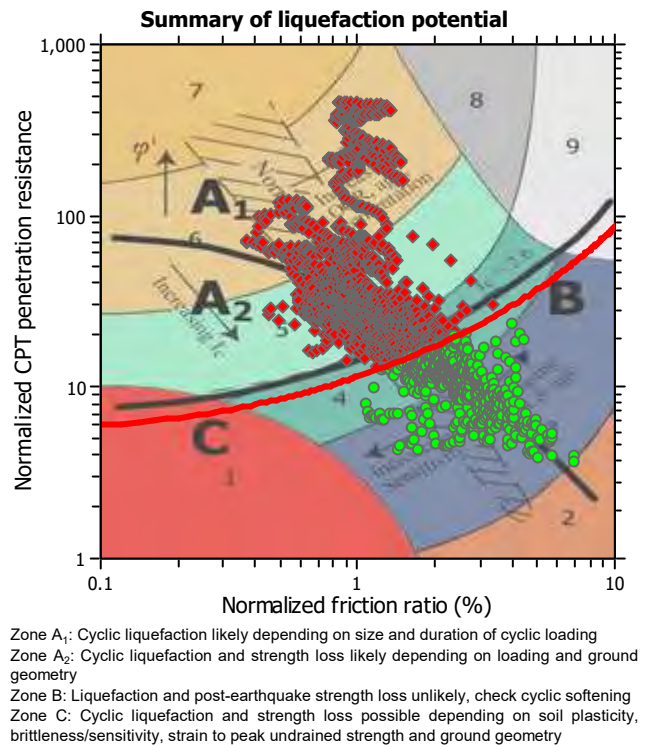 Summary of liquefaction potential
1,000
7
8
9
φ'
A1
100
6
A2
Increasing Ic
5
B
10
4
C
1
2
1
0.1
1
10
Normalized CPT penetration resistance
Normalized friction ratio (%)
Zone A1: Cyclic liquefaction likely depending on size and duration of cyclic loading
Zone A2: Cyclic liquefaction and strength loss likely depending on loading and ground
geometry
Zone B: Liquefaction and post-earthquake strength loss unlikely, check cyclic softening
Zone C: Cyclic liquefaction and strength loss possible depending on soil plasticity,
brittleness/sensitivity, strain to peak undrained strength and ground geometry